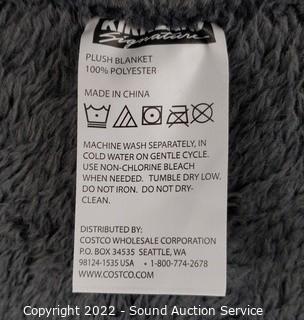 KIRKLAND
Signature
PLUSH BLANKET
100% POLYESTER
MADE IN CHINA
MACHINE WASH SEPARATELY, IN
COLD WATER ON GENTLE CYCLE.
USE NON-CHLORINE BLEACH
WHEN NEEDED. TUMBLE DRY LOW.
DO NOT IRON. DO NOT DRY-
CLEAN.
DISTRIBUTED BY:
COSTCO WHOLESALE CORPORATION
P.O. BOX 34535 SEATTLE, WA
98124-1535 USA • 1-800-774-2678
WWW.COSTCO.COM
Copyright 2022 - Sound Auction Service